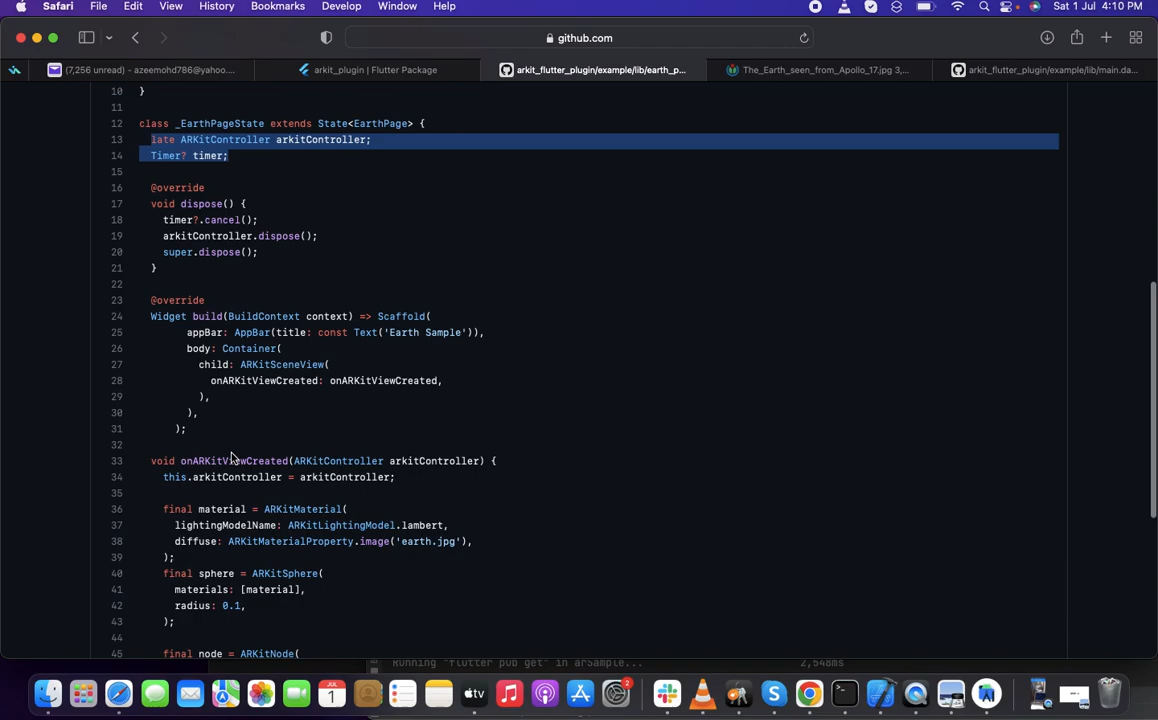 Safari File Edit View History Bookmarks Develop Window Help Sat 1 Jul 4:10 PM
github.com
(7,256 unread) - azeemohd786@yahoo....
arkit_plugin | Flutter Package
arkit_flutter_plugin/example/lib/earth_p...
The_Earth_seen_from_Apollo_17.jpg 3,...
arkit_flutter_plugin/example/lib/main.da...
10 }
11
12 class _EarthPageState extends State<EarthPage> {
13 late ARKitController arkitController;
14 Timer? timer;
15
16 @override
17 void dispose() {
18 timer?.cancel();
19 arkitController.dispose();
20 super.dispose();
21 }
22
23 @override
24 Widget build(BuildContext context) => Scaffold(
25 appBar: AppBar(title: const Text('Earth Sample')),
26 body: Container(
27 child: ARKitSceneView(
28 onARKitViewCreated: onARKitViewCreated,
29 ),
30 ),
31 );
32
33 void onARKitViewCreated(ARKitController arkitController) {
34 this.arkitController = arkitController;
35
36 final material = ARKitMaterial(
37 lightingModelName: ARKitLightingModel.lambert,
38 diffuse: ARKitMaterialProperty.image('earth.jpg'),
39 );
40 final sphere = ARKitSphere(
41 materials: [material],
42 radius: 0.1,
43 );
44
45 final node = ARKitNode(
Running "flutter pub get" in arSample... 2,548ms
JUL
1
tv
2